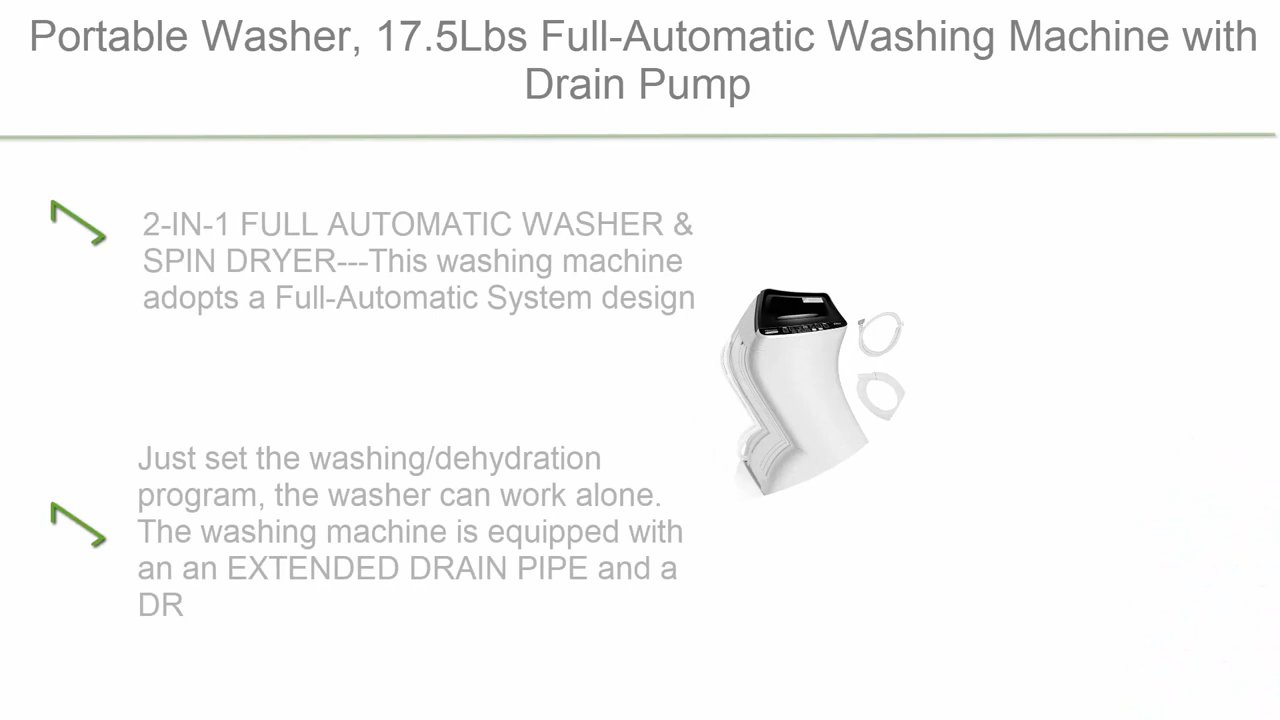 Portable Washer, 17.5Lbs Full-Automatic Washing Machine with
Drain Pump
2-IN-1 FULL AUTOMATIC WASHER &
SPIN DRYER---This washing machine
adopts a Full-Automatic System design
Just set the washing/dehydration
program, the washer can work alone.
The washing machine is equipped with
an an EXTENDED DRAIN PIPE and a
DR